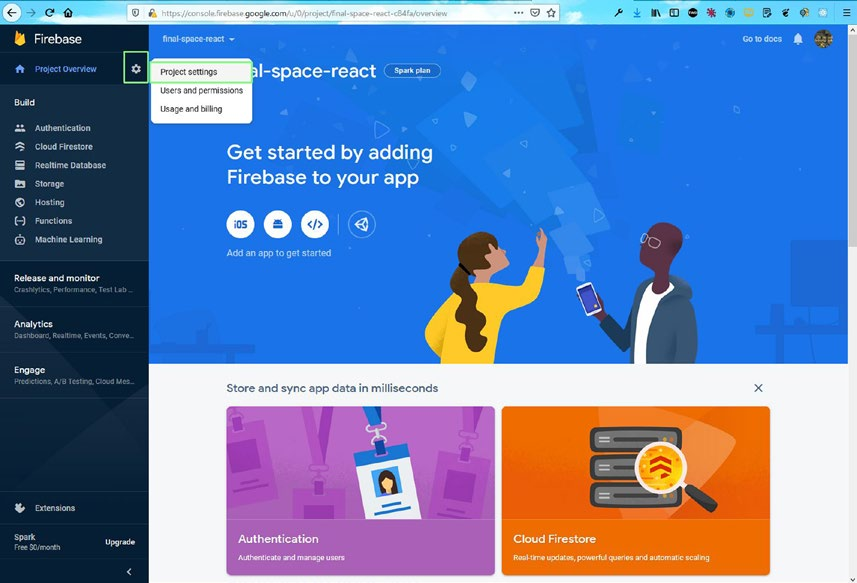 https://console.firebase.google.com/u/0/project/final-space-react-c84fa/overview
Firebase
final-space-react
Go to docs
Project Overview
Project settings
Users and permissions
Usage and billing
al-space-react
Spark plan
Build
Authentication
Cloud Firestore
Realtime Database
Storage
Hosting
Functions
Machine Learning
Get started by adding
Firebase to your app
iOS
Add an app to get started
Release and monitor
Crashlytics, Performance, Test Lab ...
Analytics
Dashboard, Realtime, Events, Conve...
Engage
Predictions, A/B Testing, Cloud Mes...
Store and sync app data in milliseconds
Authentication
Authenticate and manage users
Cloud Firestore
Real-time updates, powerful queries and automatic scaling
Extensions
Spark
Free $0/month
Upgrade